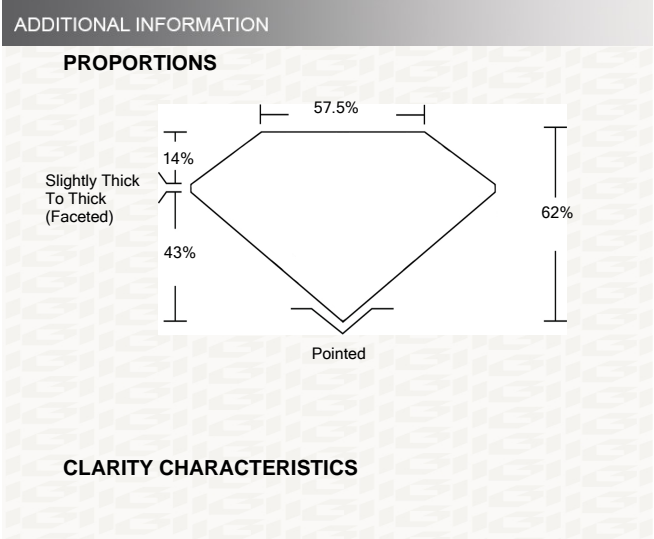 ADDITIONAL INFORMATION
PROPORTIONS
57.5%
14%
Slightly Thick
To Thick
(Faceted)
62%
43%
Pointed
CLARITY CHARACTERISTICS